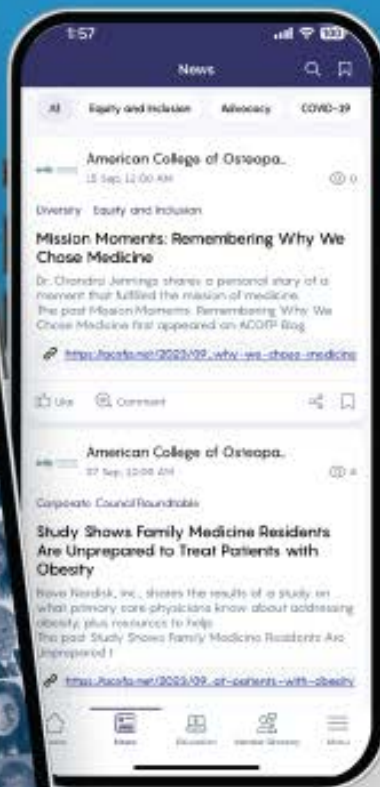 1:57
News
All Equity and Inclusion Advocacy COVID-19
American College of Osteopa..
15 Sep, 12:00 AM 0
Diversity Equity and Inclusion
Mission Moments: Remembering Why We
Chose Medicine
Dr. Chandra Jennings shares a personal story of a
moment that fulfilled the mission of medicine.
The post Mission Moments: Remembering Why We
Chose Medicine first appeared on ACOFP Blog
https://acofp.net/2023/09..why-we-chose-medicine
Like Comment
American College of Osteopa..
07 Sep, 12:00 AM 4
Corporate Council Roundtable
Study Shows Family Medicine Residents
Are Unprepared to Treat Patients with
Obesity
Novo Nordisk, Inc., shares the results of a study on
what primary care physicians know about addressing
obesity, plus resources to help
The post Study Shows Family Medicine Residents Are
Unprepared t
https://acofp.net/2023/09..at-patients-with-obesity
News Education Member Directory Menu